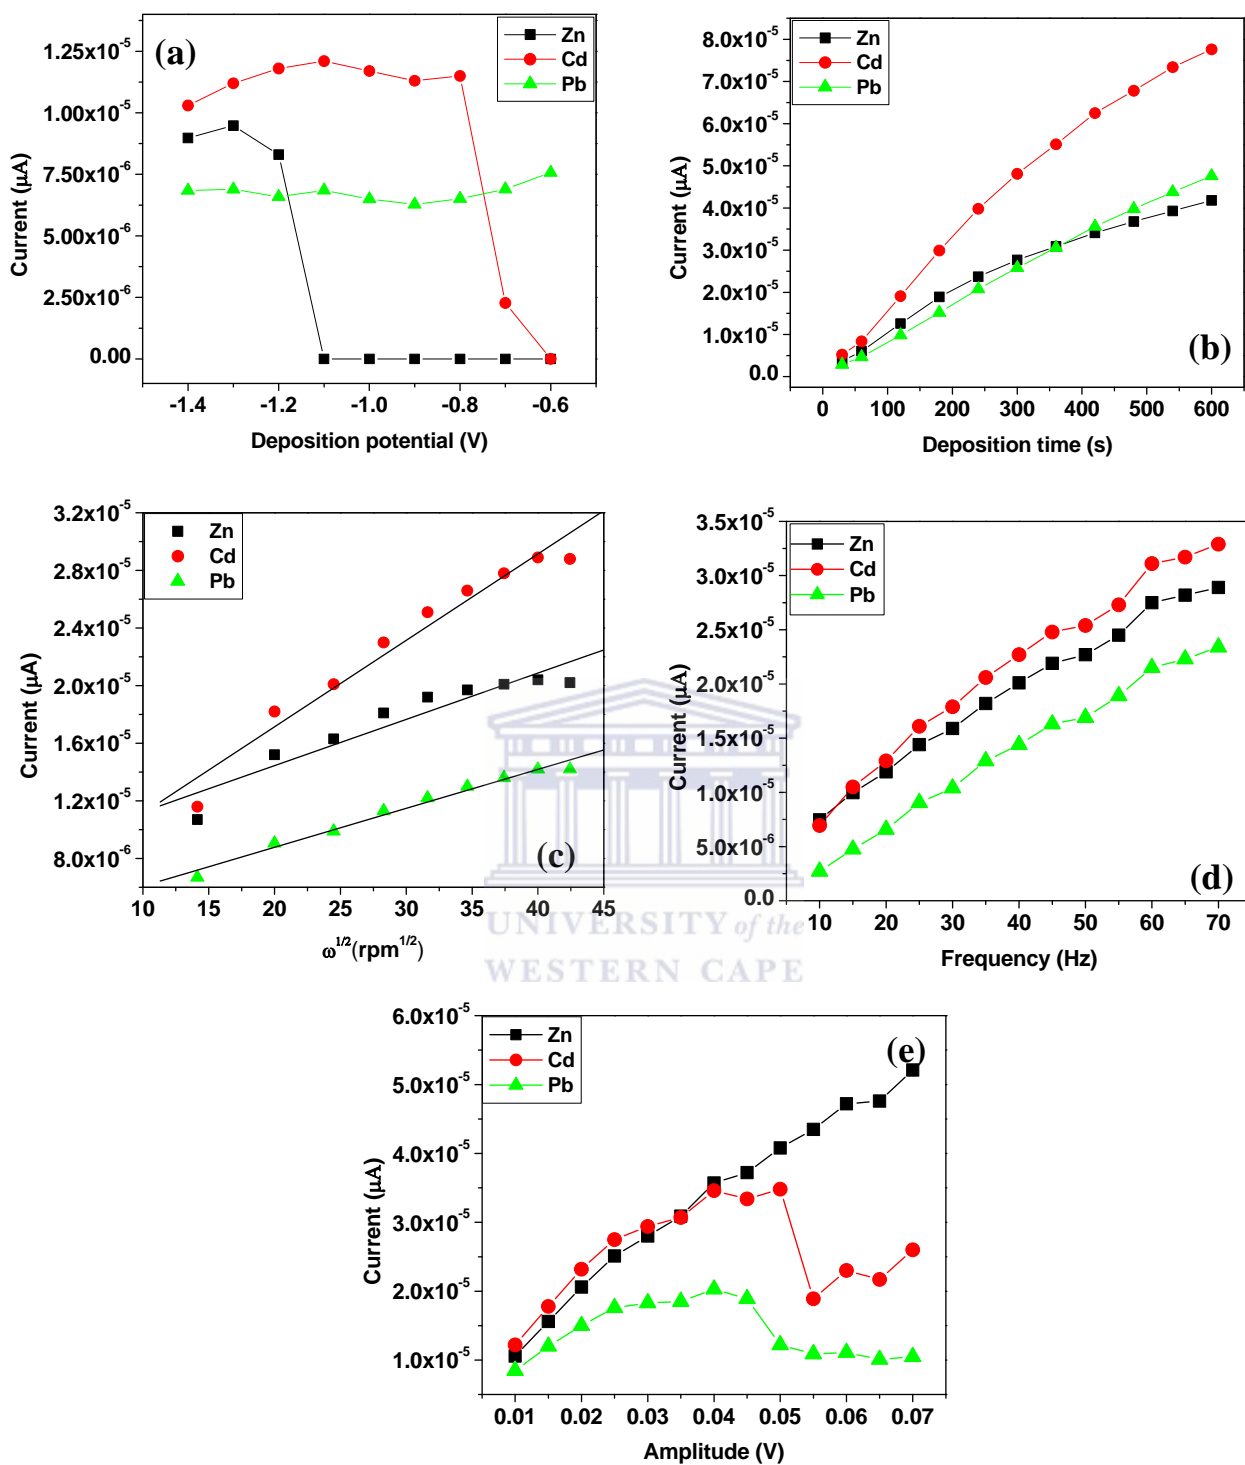 (a)
Zn
Cd
Pb
1.25x10-5
1.00x10-5
7.50x10-6
5.00x10-6
2.50x10-6
0.00
Current (μA)
-1.4 -1.2 -1.0 -0.8 -0.6
Deposition potential (V)
Zn
Cd
Pb
8.0x10-5
7.0x10-5
6.0x10-5
5.0x10-5
4.0x10-5
3.0x10-5
2.0x10-5
1.0x10-5
0.0
Current (μA)
(b)
0 100 200 300 400 500 600
Deposition time (s)
Zn
Cd
Pb
3.2x10-5
2.8x10-5
2.4x10-5
2.0x10-5
1.6x10-5
1.2x10-5
8.0x10-6
Current (μA)
(c)
10 15 20 25 30 35 40 45
ω1/2(rpm1/2)
Zn
Cd
Pb
3.5x10-5
3.0x10-5
2.5x10-5
2.0x10-5
1.5x10-5
1.0x10-5
5.0x10-6
0.0
Current (μA)
(d)
10 20 30 40 50 60 70
Frequency (Hz)
UNIVERSITY of the
WESTERN CAPE
Zn
Cd
Pb
(e)
6.0x10-5
5.0x10-5
4.0x10-5
3.0x10-5
2.0x10-5
1.0x10-5
Current (μA)
0.01 0.02 0.03 0.04 0.05 0.06 0.07
Amplitude (V)